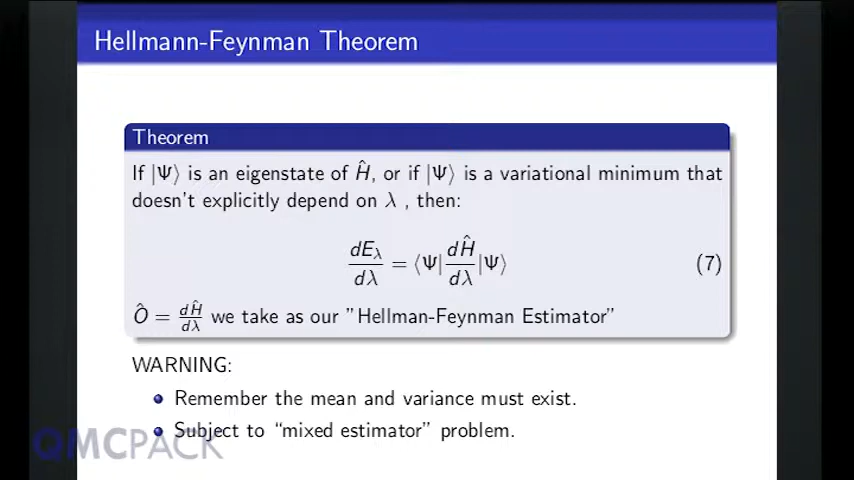 Hellmann-Feynman Theorem
Theorem
If |Ψ⟩ is an eigenstate of Ĥ, or if |Ψ⟩ is a variational minimum that
doesn't explicitly depend on λ , then:
dE_λ/dλ = ⟨Ψ| dĤ/dλ |Ψ⟩ (7)
Ô = dĤ/dλ we take as our "Hellman-Feynman Estimator"
WARNING:
Remember the mean and variance must exist.
Subject to “mixed estimator” problem.
QMCPACK